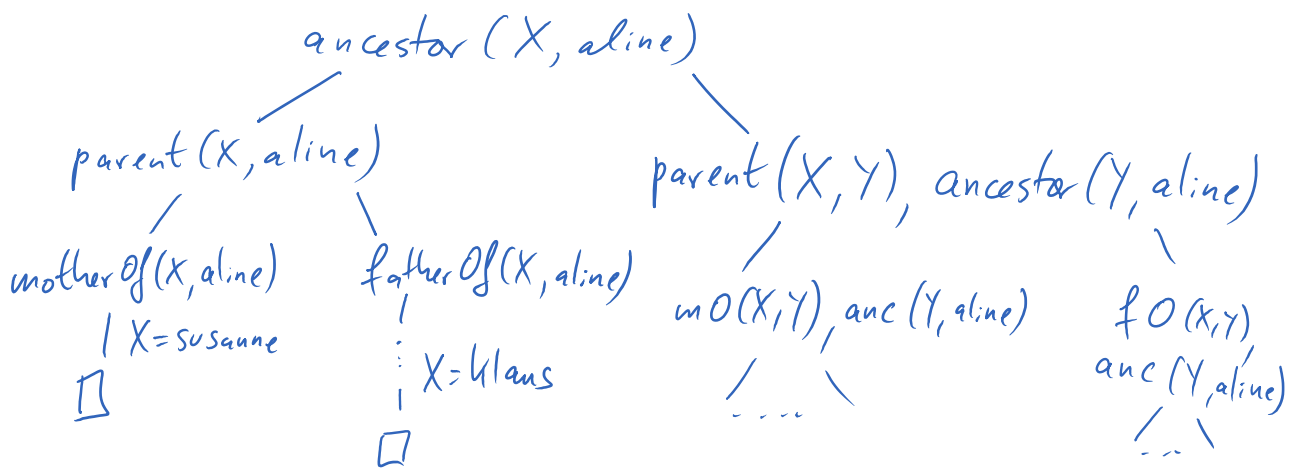 ancestor (X, aline)
parent (X, aline)
parent (X, Y), ancestor (Y, aline)
motherOf (X, aline)
fatherOf (X, aline)
mO (X, Y), anc (Y, aline)
fO (X, Y),
anc (Y, aline)
X = susanne
X = klaus
....
...